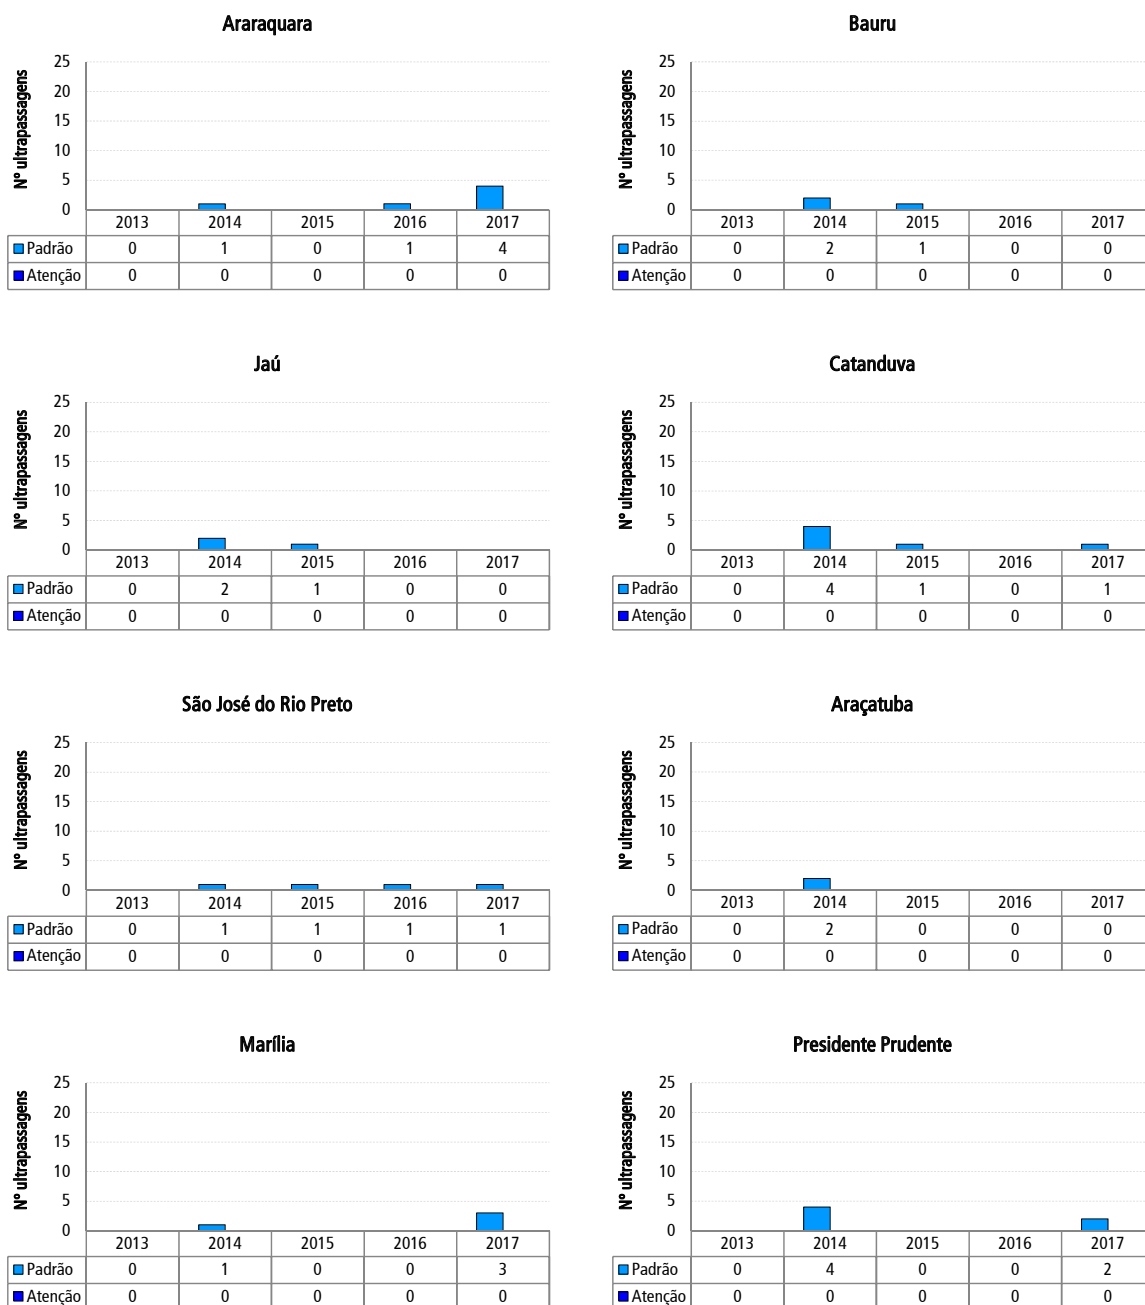 Araraquara
Nº ultrapassagens
25
20
15
10
5
0
2013 2014 2015 2016 2017
Padrão 0 1 0 1 4
Atenção 0 0 0 0 0
Bauru
Nº ultrapassagens
25
20
15
10
5
0
2013 2014 2015 2016 2017
Padrão 0 2 1 0 0
Atenção 0 0 0 0 0
Jaú
Nº ultrapassagens
25
20
15
10
5
0
2013 2014 2015 2016 2017
Padrão 0 2 1 0 0
Atenção 0 0 0 0 0
Catanduva
Nº ultrapassagens
25
20
15
10
5
0
2013 2014 2015 2016 2017
Padrão 0 4 1 0 1
Atenção 0 0 0 0 0
São José do Rio Preto
Nº ultrapassagens
25
20
15
10
5
0
2013 2014 2015 2016 2017
Padrão 0 1 1 1 1
Atenção 0 0 0 0 0
Araçatuba
Nº ultrapassagens
25
20
15
10
5
0
2013 2014 2015 2016 2017
Padrão 0 2 0 0 0
Atenção 0 0 0 0 0
Marília
Nº ultrapassagens
25
20
15
10
5
0
2013 2014 2015 2016 2017
Padrão 0 1 0 0 3
Atenção 0 0 0 0 0
Presidente Prudente
Nº ultrapassagens
25
20
15
10
5
0
2013 2014 2015 2016 2017
Padrão 0 4 0 0 2
Atenção 0 0 0 0 0